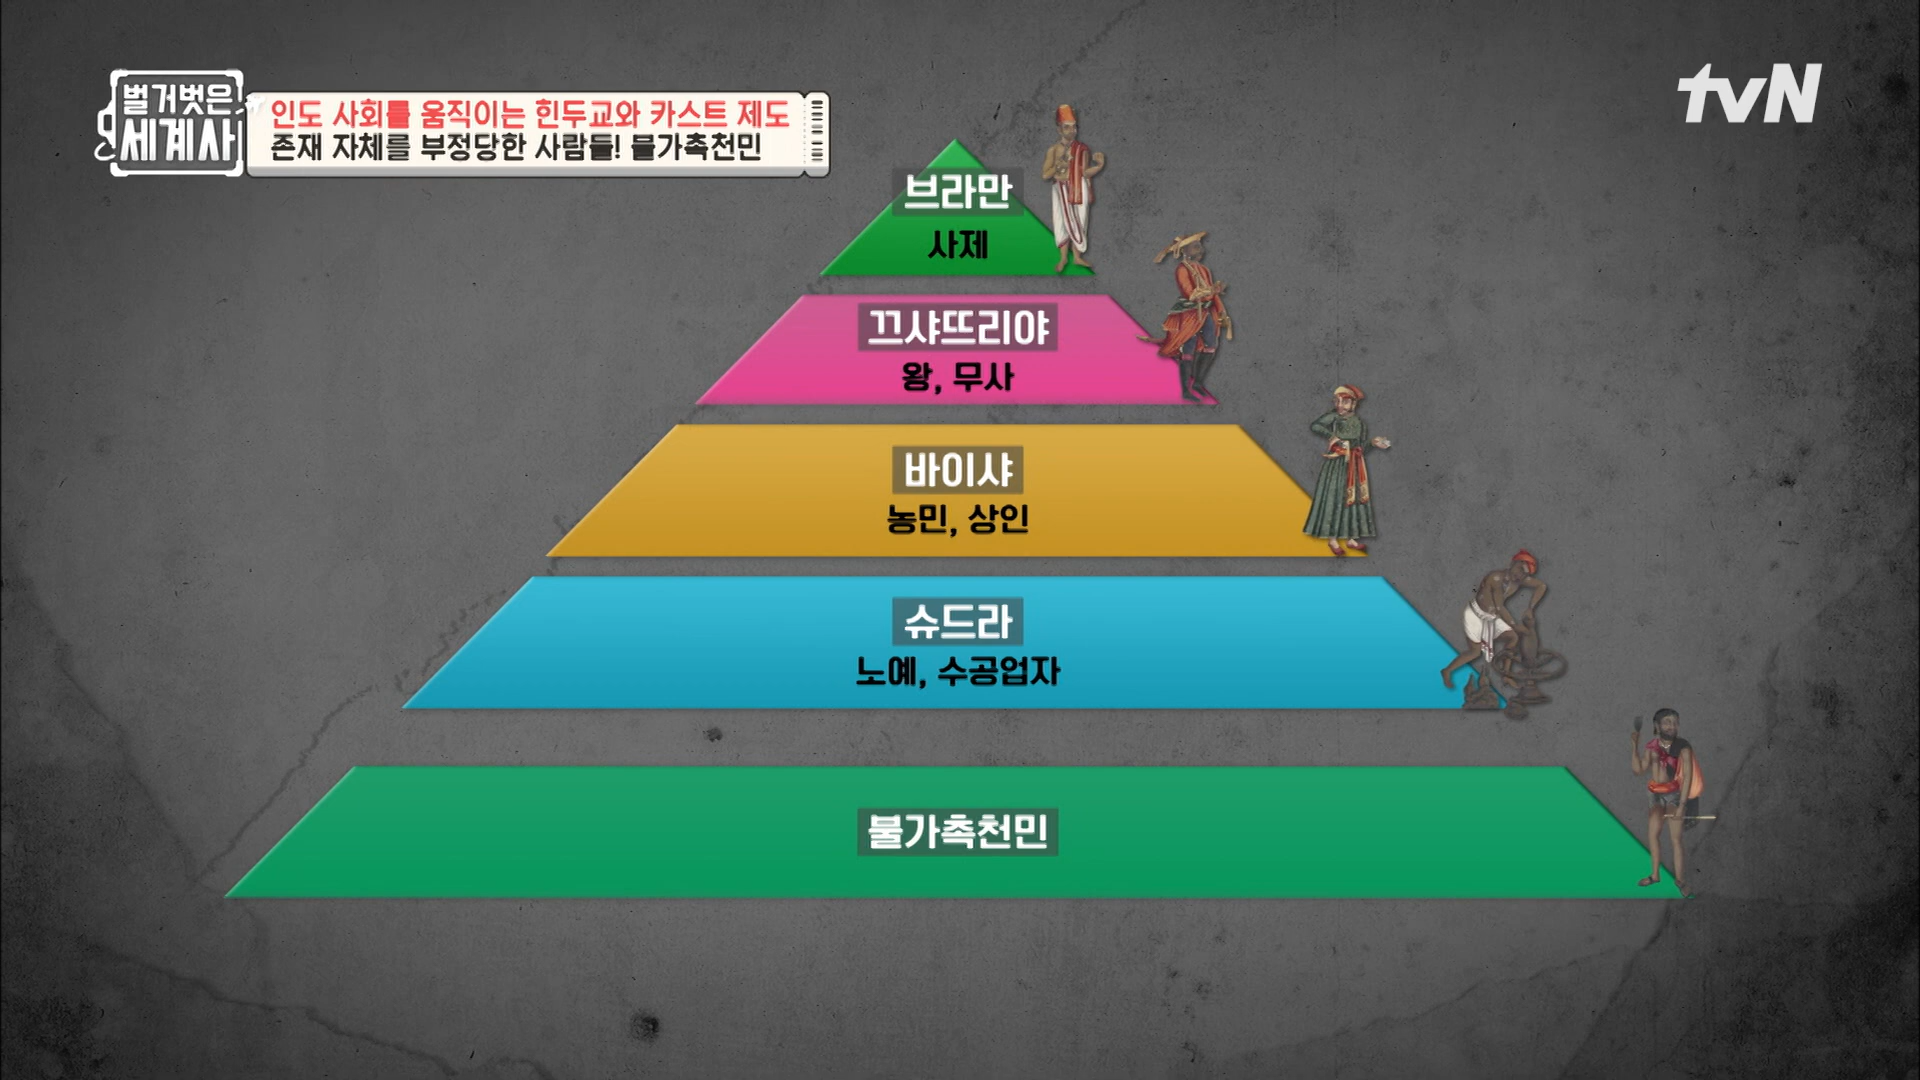 벌거벗은
세계사
인도 사회를 움직이는 힌두교와 카스트 제도
존재 자체를 부정당한 사람들! 불가촉천민
tvN
브라만
사제
끄샤뜨리야
왕, 무사
바이샤
농민, 상인
슈드라
노예, 수공업자
불가촉천민